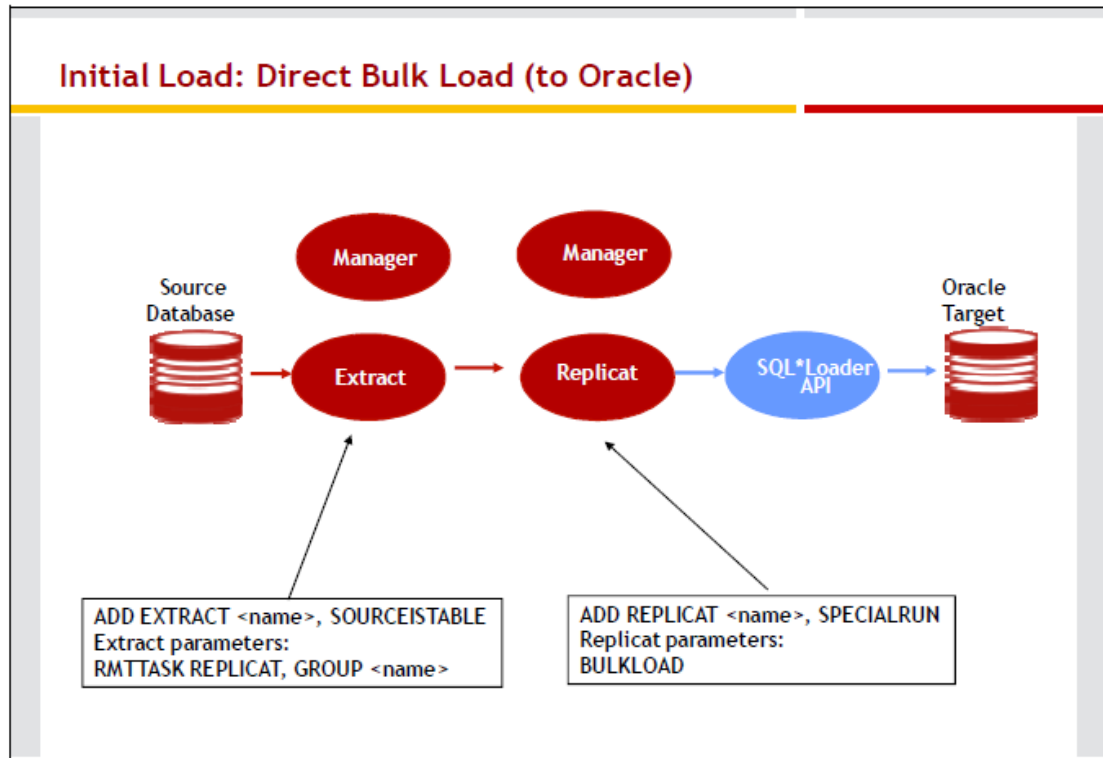 Initial Load: Direct Bulk Load (to Oracle)
Manager
Manager
Source
Database
Oracle
Target
Extract
Replicat
SQL*Loader
API
ADD EXTRACT <name>, SOURCEISTABLE
Extract parameters:
RMTTASK REPLICAT, GROUP <name>
ADD REPLICAT <name>, SPECIALRUN
Replicat parameters:
BULKLOAD